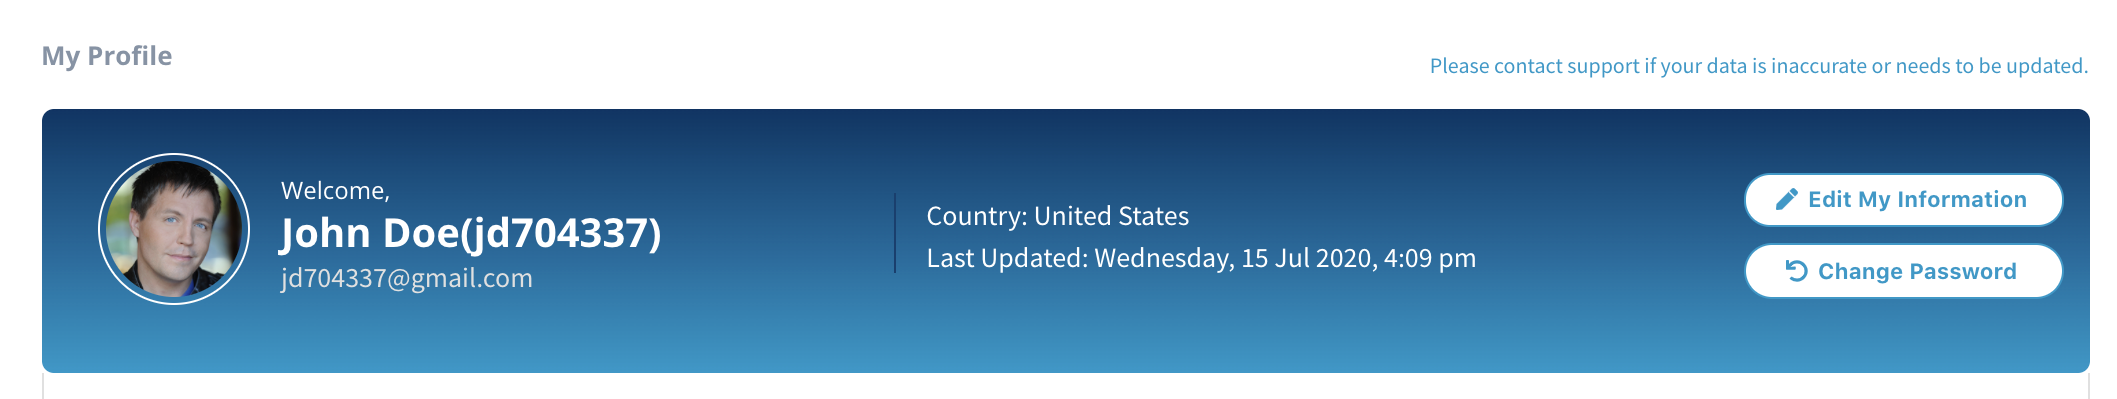 My Profile
Please contact support if your data is inaccurate or needs to be updated.
Welcome,
John Doe(jd704337)
jd704337@gmail.com
Country: United States
Last Updated: Wednesday, 15 Jul 2020, 4:09 pm
Edit My Information
Change Password